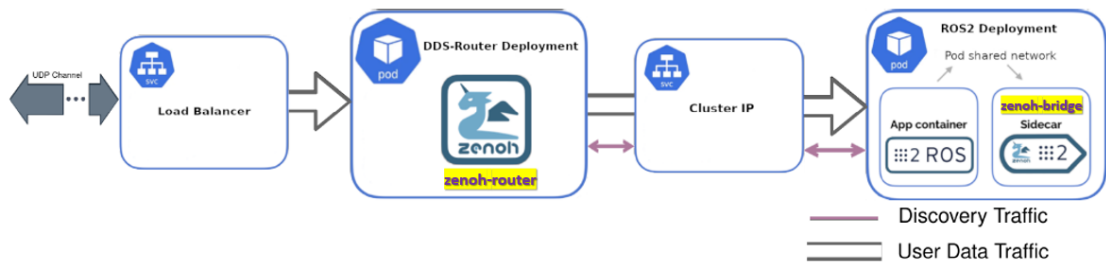 UDP Channel
svc
Load Balancer
DDS-Router Deployment
pod
zenoh
zenoh-router
svc
Cluster IP
ROS2 Deployment
pod
Pod shared network
App container
2 ROS
zenoh-bridge
Sidecar
zenoh 2
Discovery Traffic
User Data Traffic